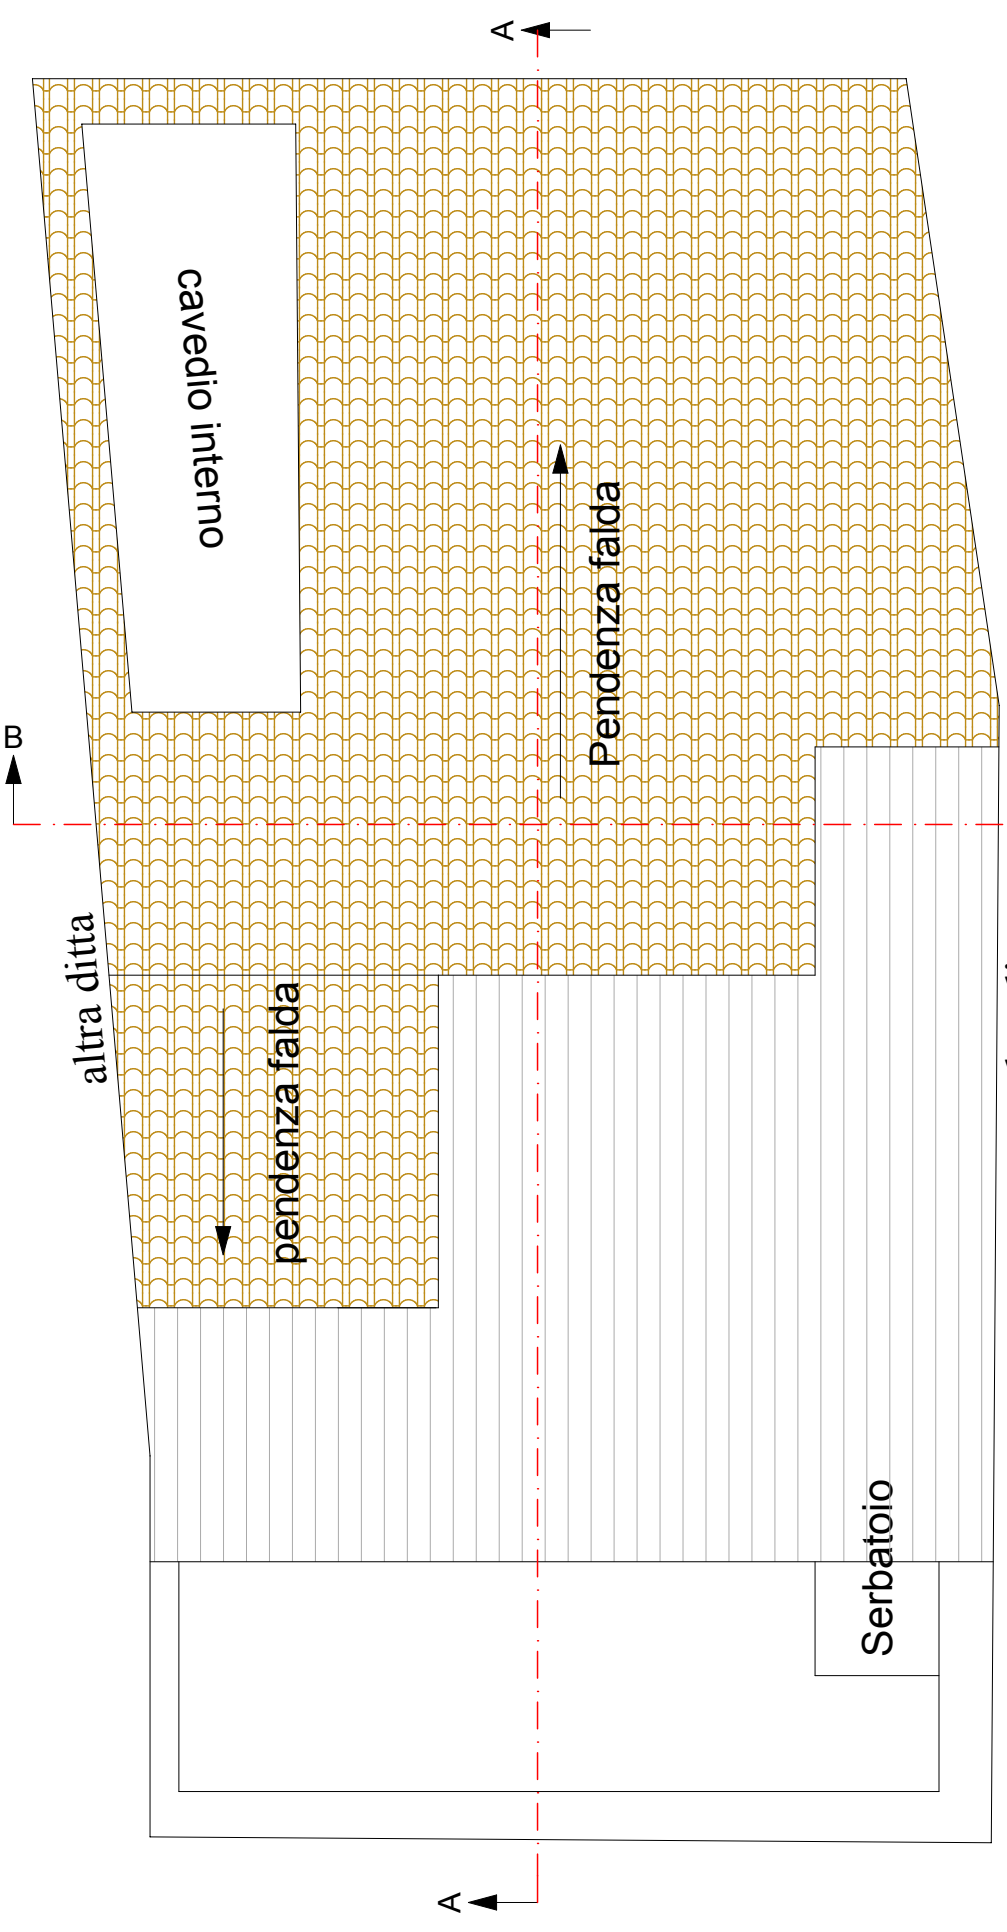 A
cavedio interno
Pendenza falda
B
altra ditta
pendenza falda
Serbatoio
A